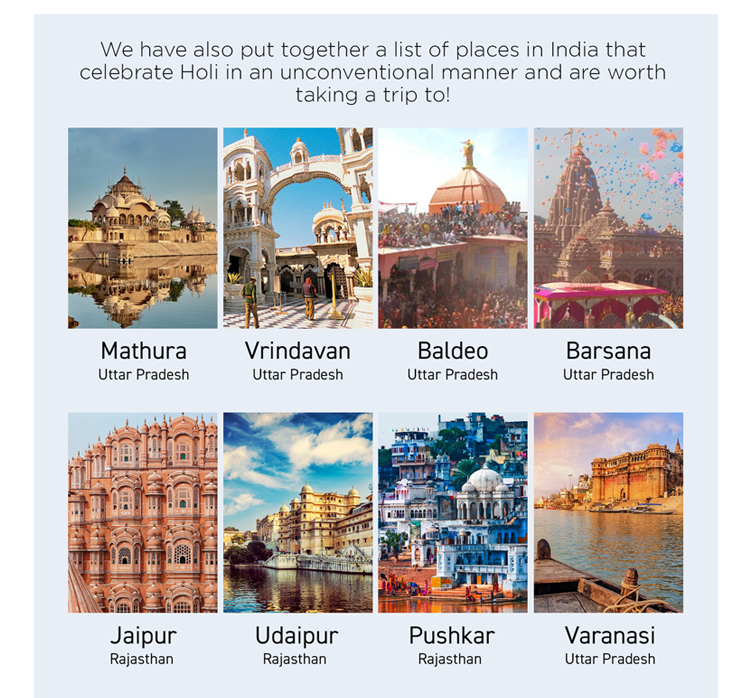 We have also put together a list of places in India that
celebrate Holi in an unconventional manner and are worth
taking a trip to!
Mathura
Uttar Pradesh
Vrindavan
Uttar Pradesh
Baldeo
Uttar Pradesh
Barsana
Uttar Pradesh
Jaipur
Rajasthan
Udaipur
Rajasthan
Pushkar
Rajasthan
Varanasi
Uttar Pradesh